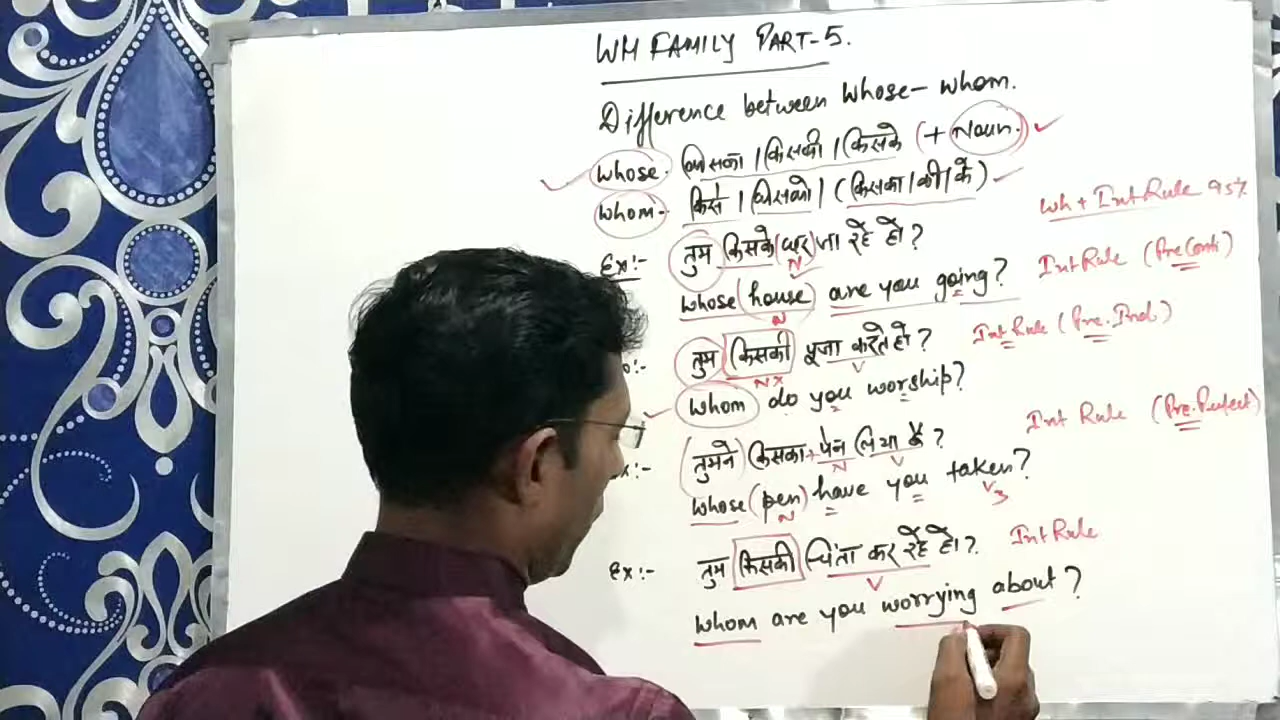 WH FAMILY PART-5.
Difference between Whose - Whom.
Whose. किसका / किसकी / किसके (+ Noun.)
Whom- किसे / किसको / (किसका / की / के)
Wh + Int Rule 95%
Ex:- तुम किसके (घर) जा रहे हो?
N
Whose (house) are you going? Int Rule (Pre Conti)
N
तुम किसकी पूजा करते हो? Int Rule (Pre. Ind.)
N× V
Whom do you worship?
(तुमने) किसका + पेन लिया है? Int Rule (Pre. Perfect)
N V
Whose (pen) have you taken?
N V3
Ex:- तुम किसकी चिंता कर रहे हो? Int Rule
V
Whom are you worrying about?